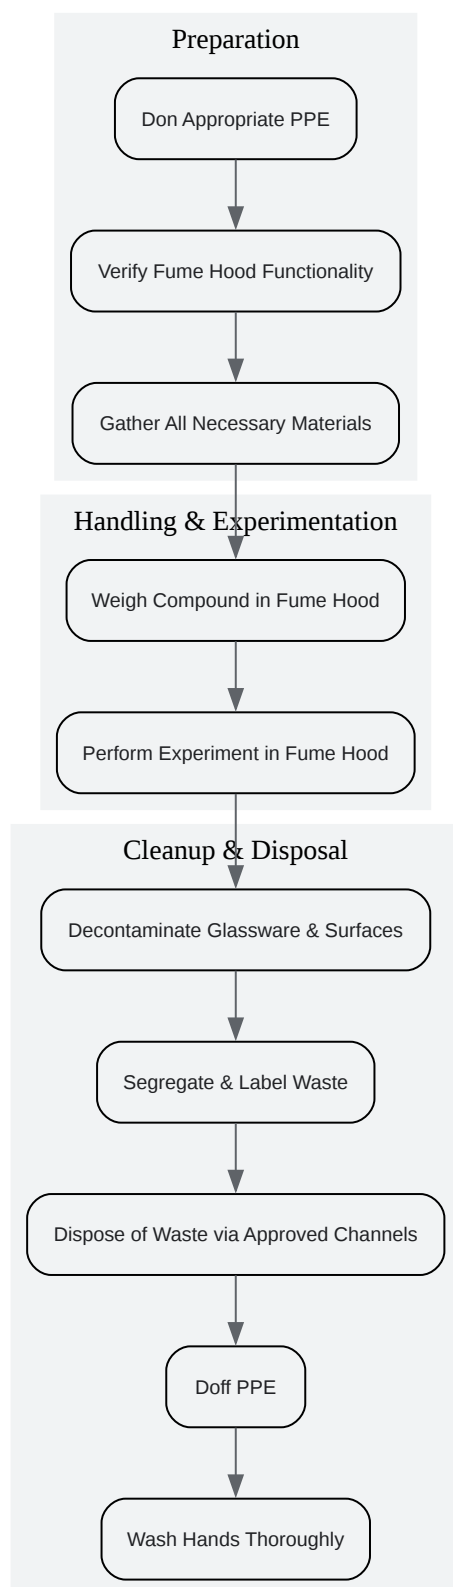 Preparation
Don Appropriate PPE
Verify Fume Hood Functionality
Gather All Necessary Materials
Handling & Experimentation
Weigh Compound in Fume Hood
Perform Experiment in Fume Hood
Cleanup & Disposal
Decontaminate Glassware & Surfaces
Segregate & Label Waste
Dispose of Waste via Approved Channels
Doff PPE
Wash Hands Thoroughly